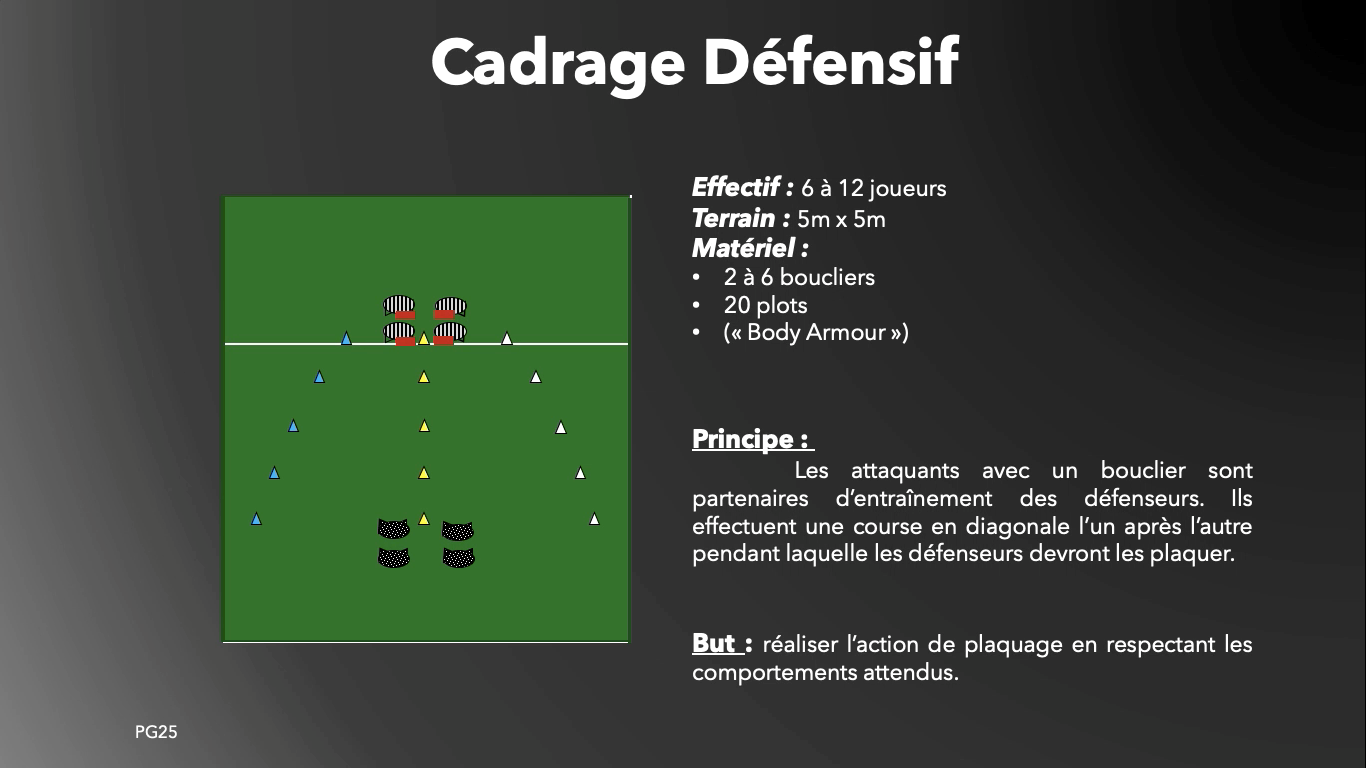 Cadrage Défensif
Effectif : 6 à 12 joueurs
Terrain : 5m x 5m
Matériel :
• 2 à 6 boucliers
• 20 plots
• (« Body Armour »)
Principe :
Les attaquants avec un bouclier sont
partenaires d’entraînement des défenseurs. Ils
effectuent une course en diagonale l’un après l’autre
pendant laquelle les défenseurs devront les plaquer.
But : réaliser l’action de plaquage en respectant les
comportements attendus.
PG25